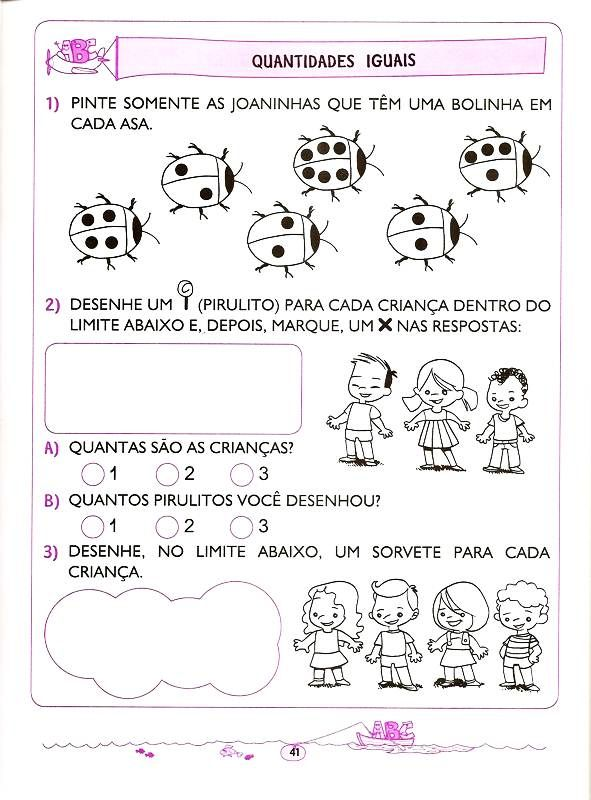 ABC
QUANTIDADES IGUAIS
1) PINTE SOMENTE AS JOANINHAS QUE TÊM UMA BOLINHA EM
CADA ASA.
2) DESENHE UM (PIRULITO) PARA CADA CRIANÇA DENTRO DO
LIMITE ABAIXO E, DEPOIS, MARQUE, UM X NAS RESPOSTAS:
A) QUANTAS SÃO AS CRIANÇAS?
1 2 3
B) QUANTOS PIRULITOS VOCÊ DESENHOU?
1 2 3
3) DESENHE, NO LIMITE ABAIXO, UM SORVETE PARA CADA
CRIANÇA.
ABC
41